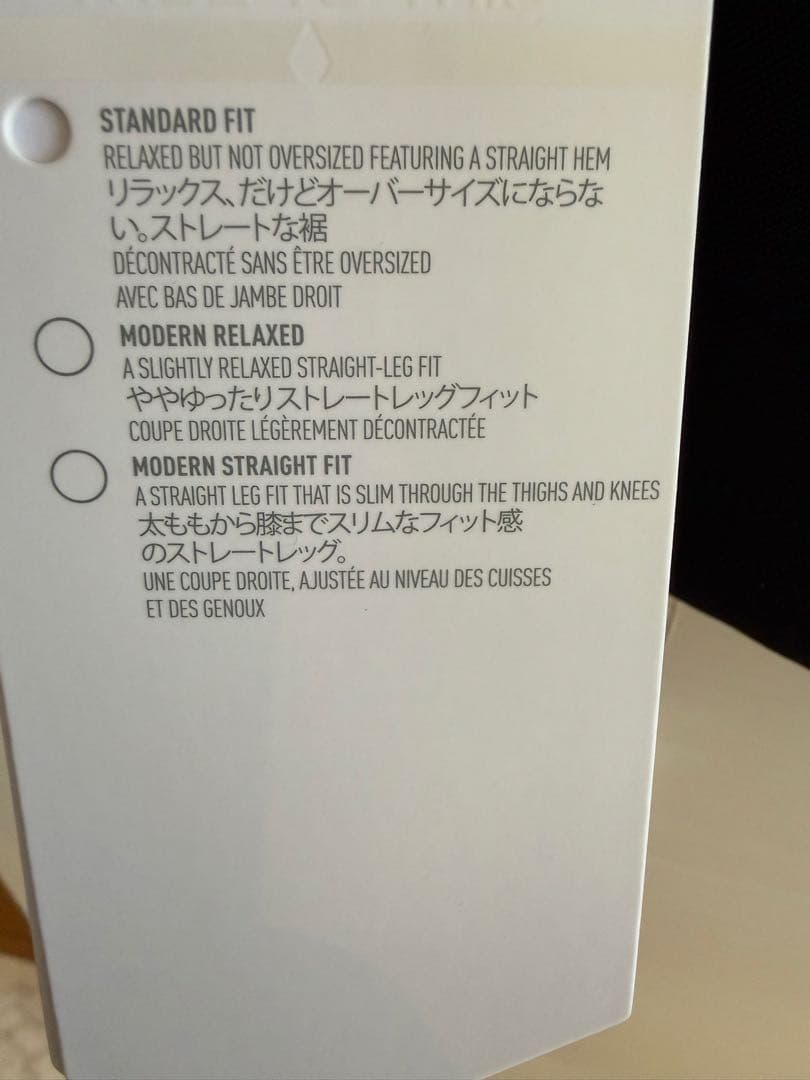 STANDARD FIT
RELAXED BUT NOT OVERSIZED FEATURING A STRAIGHT HEM
リラックス、だけどオーバーサイズにならな
い。ストレートな裾
DÉCONTRACTÉ SANS ÊTRE OVERSIZED
AVEC BAS DE JAMBE DROIT
MODERN RELAXED
A SLIGHTLY RELAXED STRAIGHT-LEG FIT
ややゆったりストレートレッグフィット
COUPE DROITE LÉGÈREMENT DÉCONTRACTÉE
MODERN STRAIGHT FIT
A STRAIGHT LEG FIT THAT IS SLIM THROUGH THE THIGHS AND KNEES
太ももから膝までスリムなフィット感
のストレートレッグ。
UNE COUPE DROITE, AJUSTÉE AU NIVEAU DES CUISSES
ET DES GENOUX